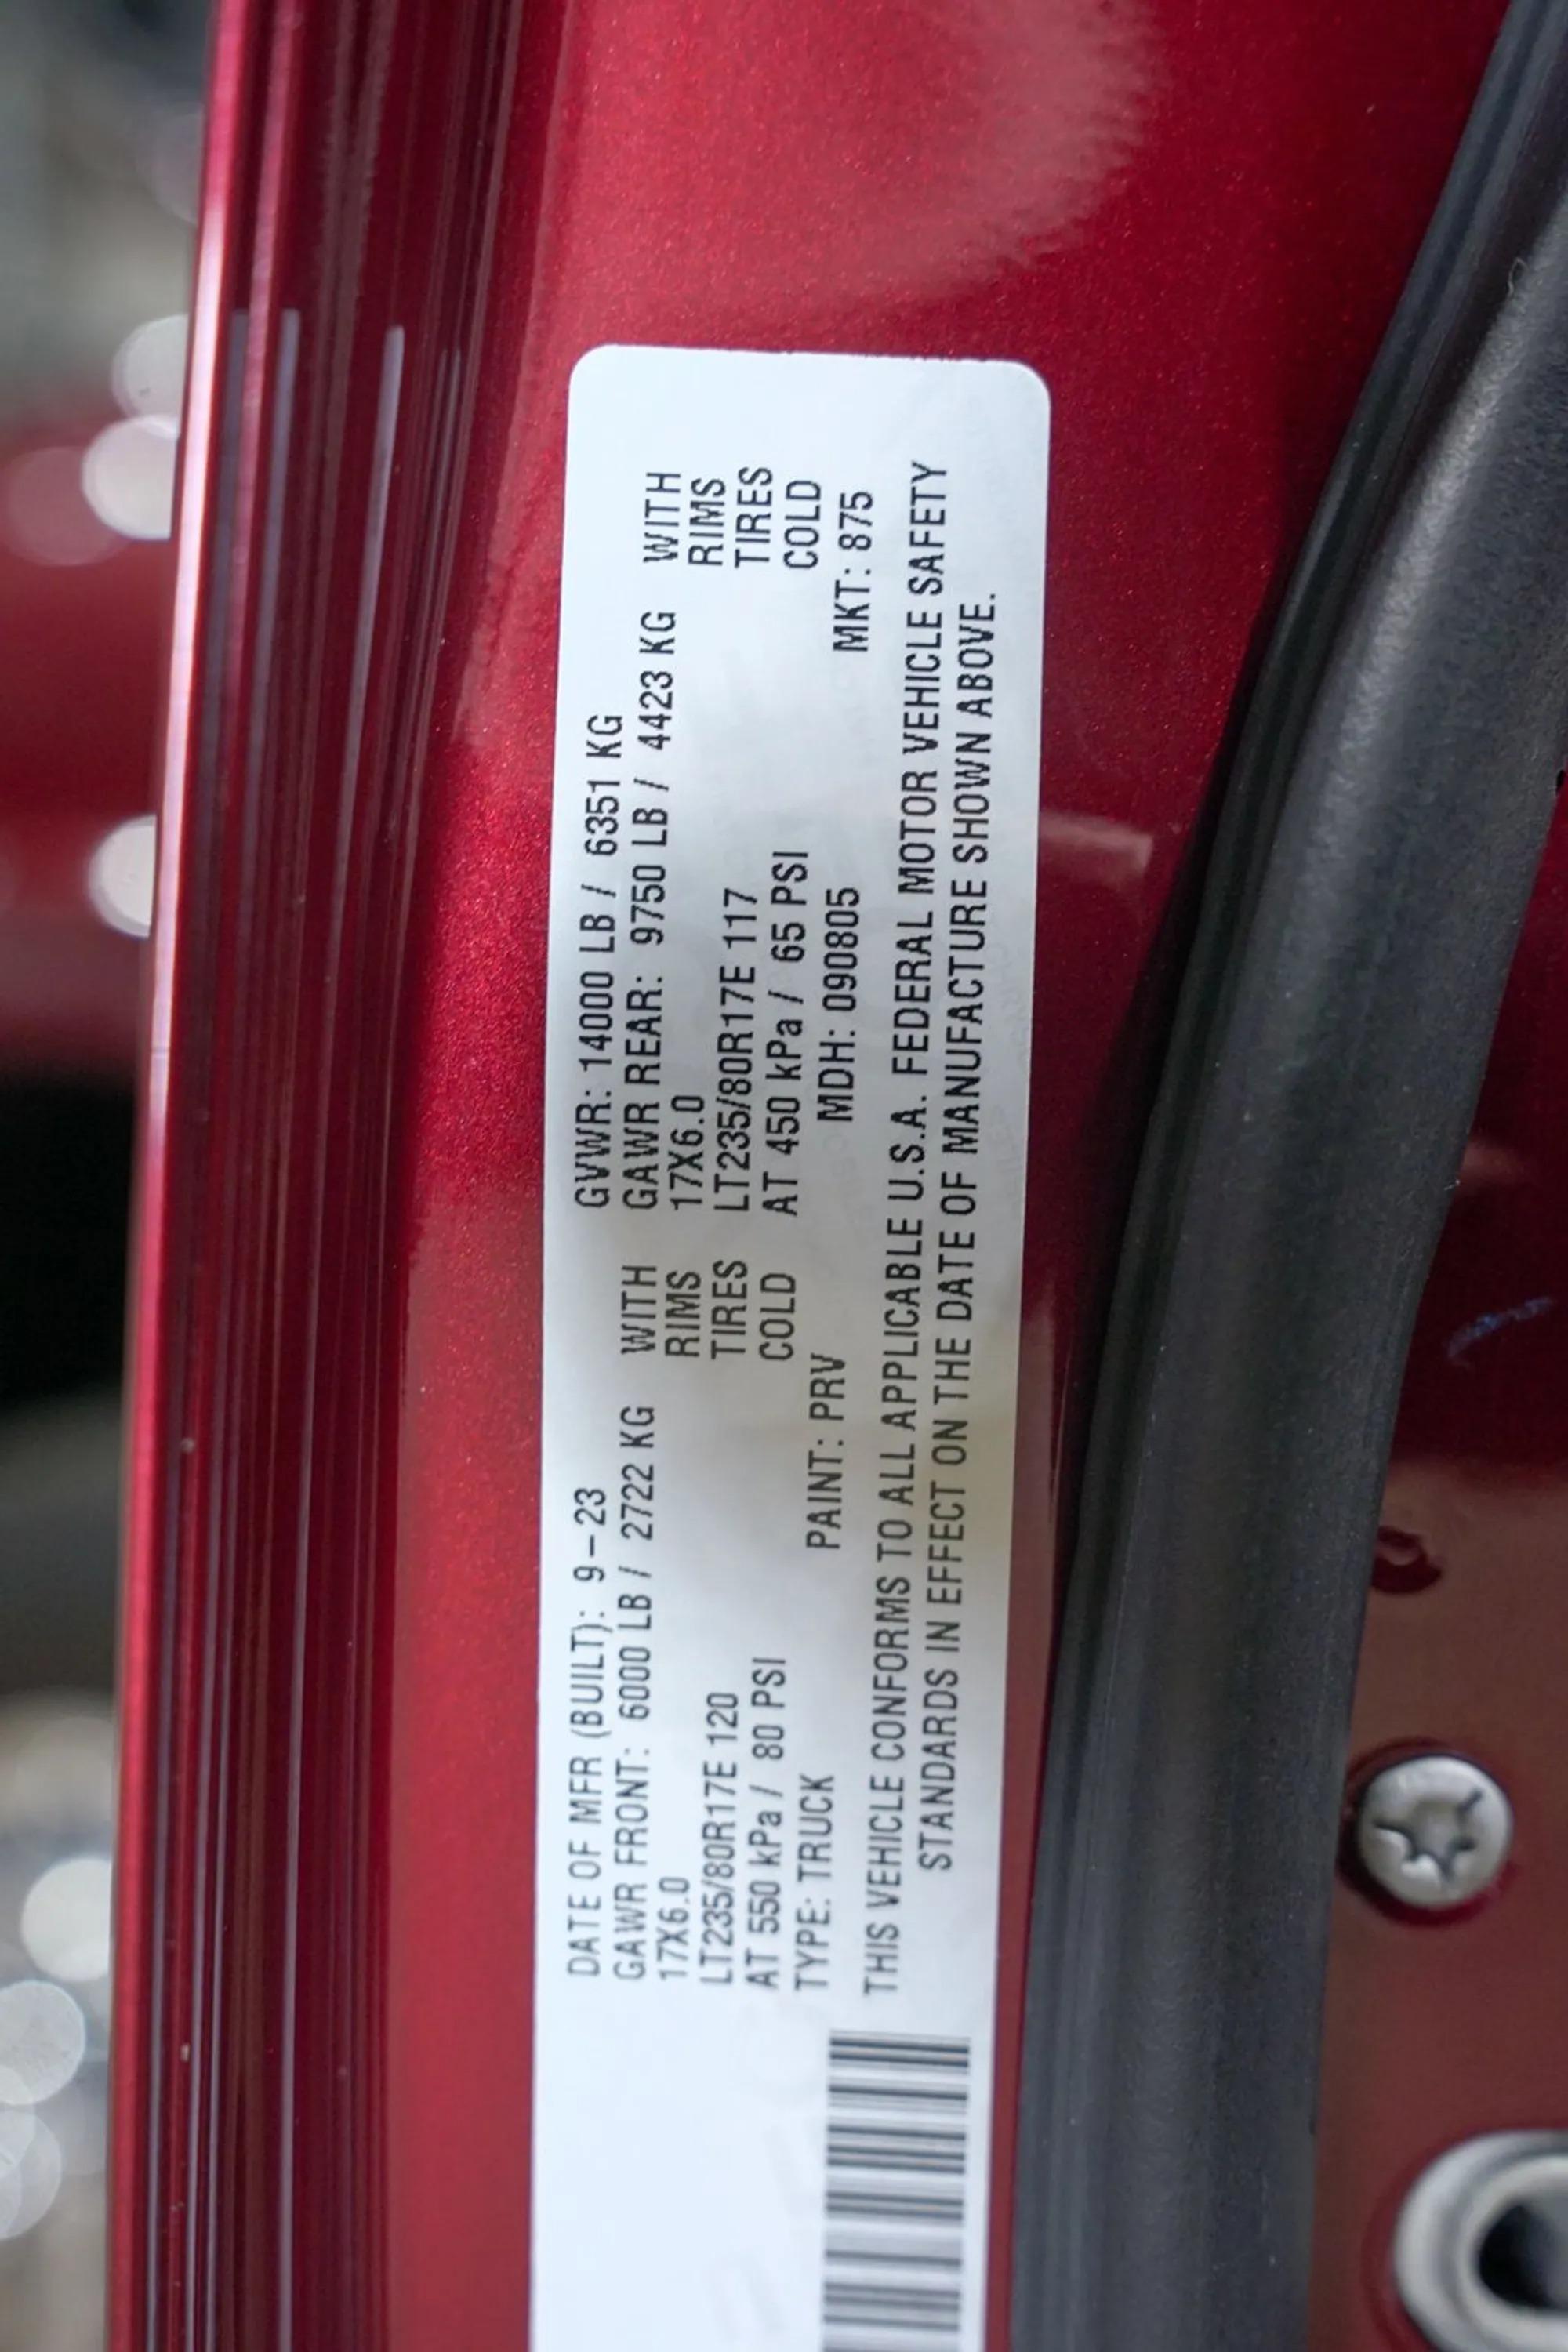 DATE OF MFR (BUILT): 9-23 GVWR: 14000 LB / 6351 KG
GAWR FRONT: 6000 LB / 2722 KG WITH GAWR REAR: 9750 LB / 4423 KG WITH
17X6.0 RIMS 17X6.0 RIMS
LT235/80R17E 120 TIRES LT235/80R17E 117 TIRES
AT 550 kPa / 80 PSI COLD AT 450 kPa / 65 PSI COLD
TYPE: TRUCK PAINT: PRV MDH: 090805 MKT: 875
THIS VEHICLE CONFORMS TO ALL APPLICABLE U.S.A. FEDERAL MOTOR VEHICLE SAFETY
STANDARDS IN EFFECT ON THE DATE OF MANUFACTURE SHOWN ABOVE.